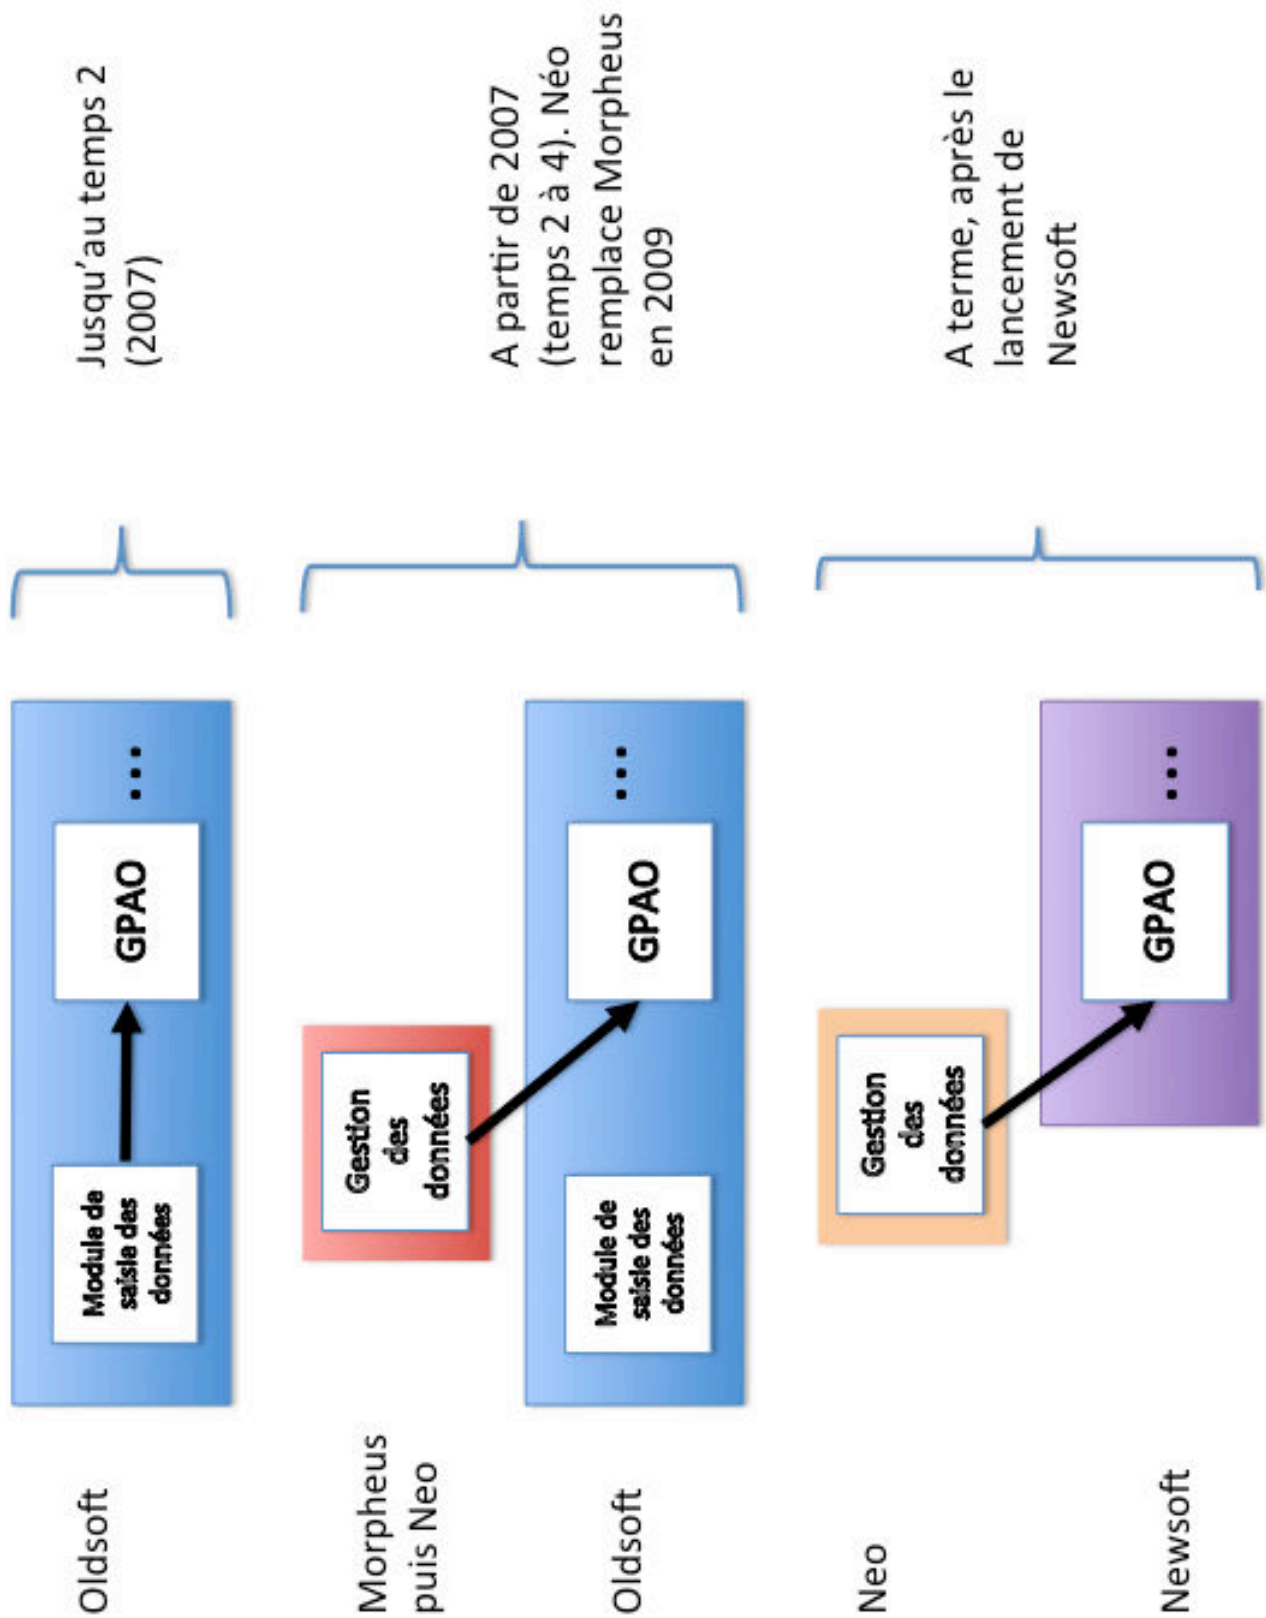 Oldsoft
Module de
saisie des
données
GPAO
...
Jusqu'au temps 2
(2007)
Morpheus
puis Neo
Gestion
des
données
Oldsoft
Module de
saisie des
données
GPAO
...
A partir de 2007
(temps 2 à 4). Néo
remplace Morpheus
en 2009
Neo
Gestion
des
données
Newsoft
GPAO
...
A terme, après le
lancement de
Newsoft